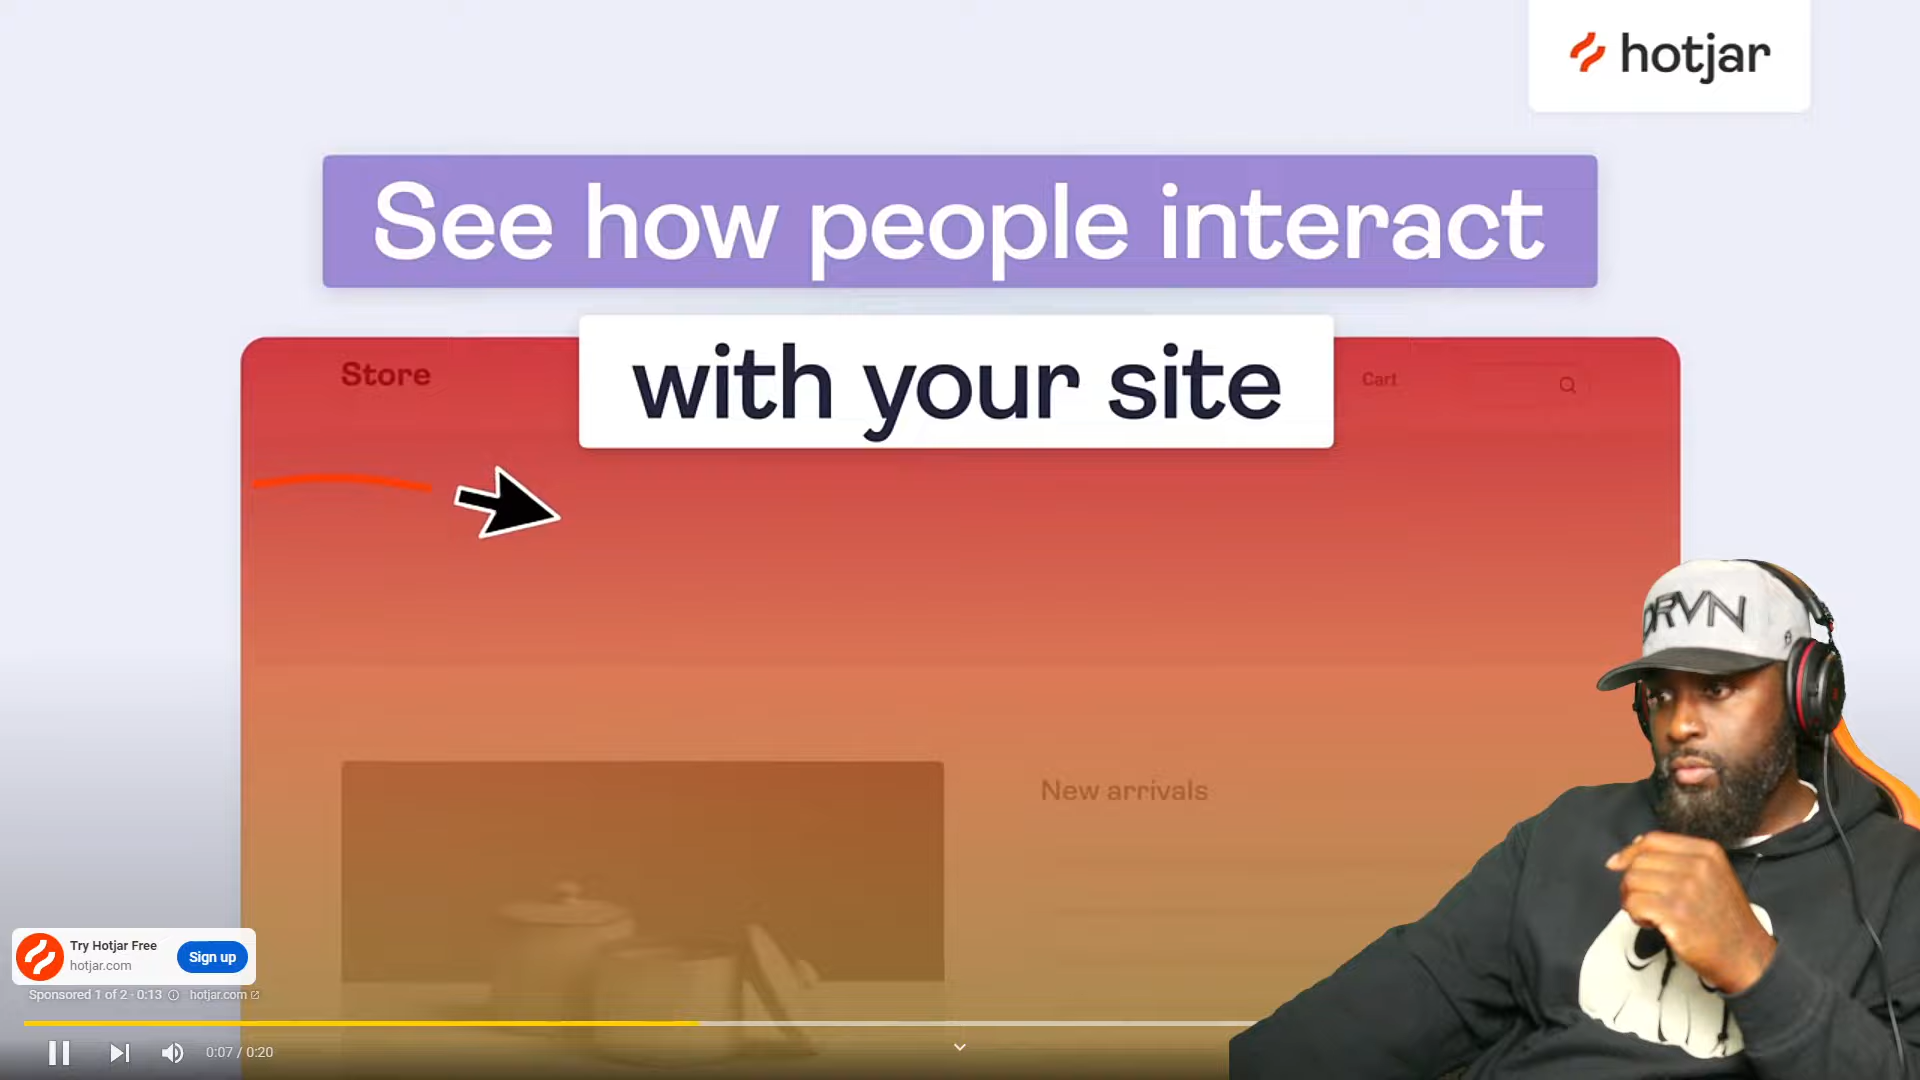 hotjar
See how people interact
with your site
Store
Cart
DRVN
New arrivals
Try Hotjar Free
hotjar.com
Sign up
Sponsored 1 of 2 · 0:13
hotjar.com
0:07 / 0:20